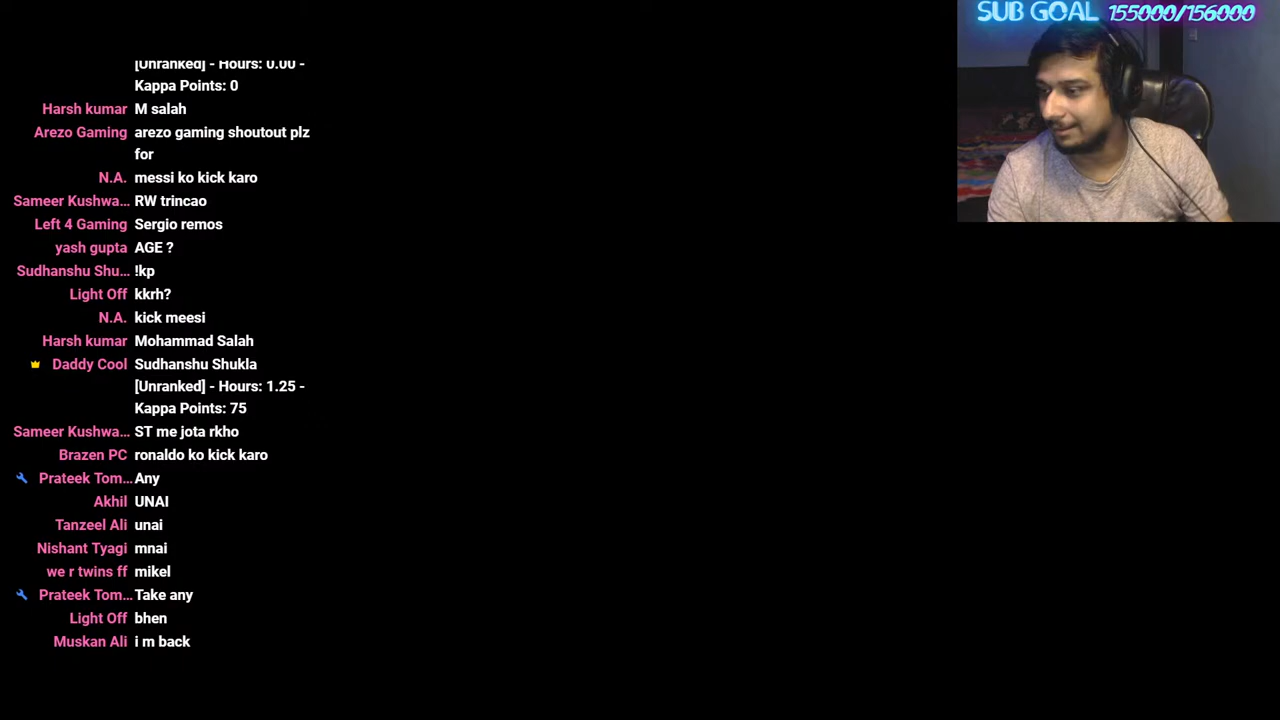 SUB GOAL 155000/156000
[Unranked] - Hours: 0.00 -
Kappa Points: 0
Harsh kumar M salah
Arezo Gaming arezo gaming shoutout plz
for
N.A. messi ko kick karo
Sameer Kushwa... RW trincao
Left 4 Gaming Sergio remos
yash gupta AGE ?
Sudhanshu Shu... !kp
Light Off kkrh?
N.A. kick meesi
Harsh kumar Mohammad Salah
Daddy Cool Sudhanshu Shukla
[Unranked] - Hours: 1.25 -
Kappa Points: 75
Sameer Kushwa... ST me jota rkho
Brazen PC ronaldo ko kick karo
Prateek Tom... Any
Akhil UNAI
Tanzeel Ali unai
Nishant Tyagi mnai
we r twins ff mikel
Prateek Tom... Take any
Light Off bhen
Muskan Ali i m back